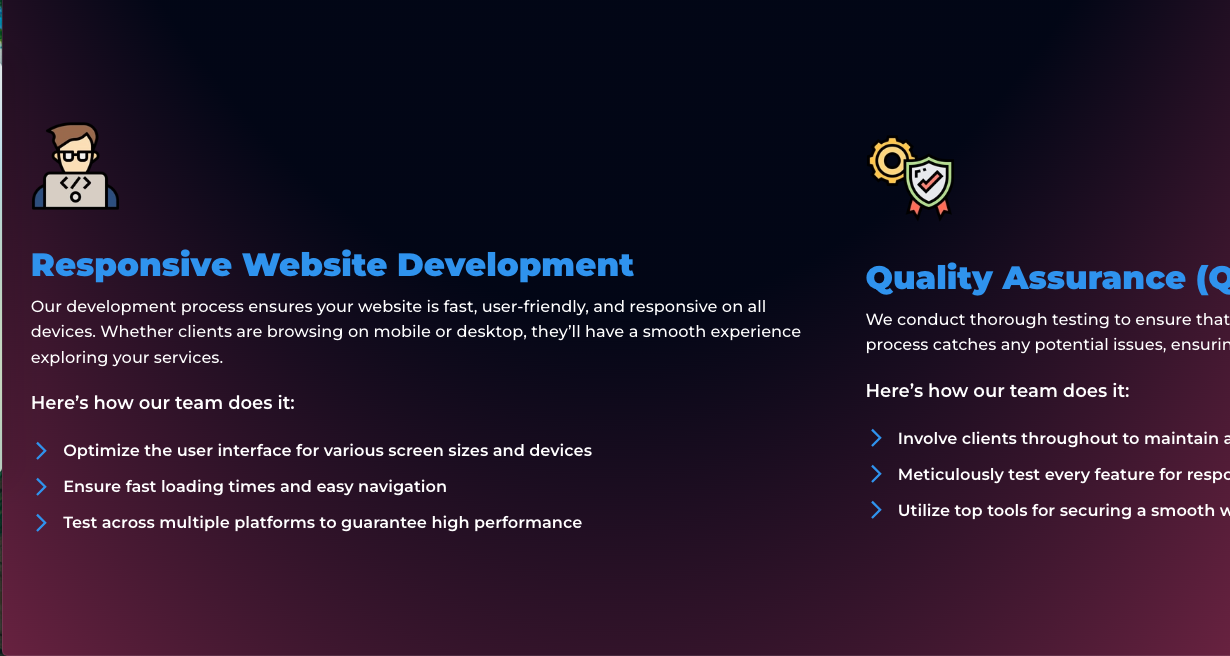 Responsive Website Development
Our development process ensures your website is fast, user-friendly, and responsive on all
devices. Whether clients are browsing on mobile or desktop, they’ll have a smooth experience
exploring your services.
Here’s how our team does it:
Optimize the user interface for various screen sizes and devices
Ensure fast loading times and easy navigation
Test across multiple platforms to guarantee high performance
Quality Assurance (Q
We conduct thorough testing to ensure that
process catches any potential issues,
Here’s how our team does it:
Involve clients throughout to maintain
Meticulously test every feature for
Utilize top tools for securing a smooth